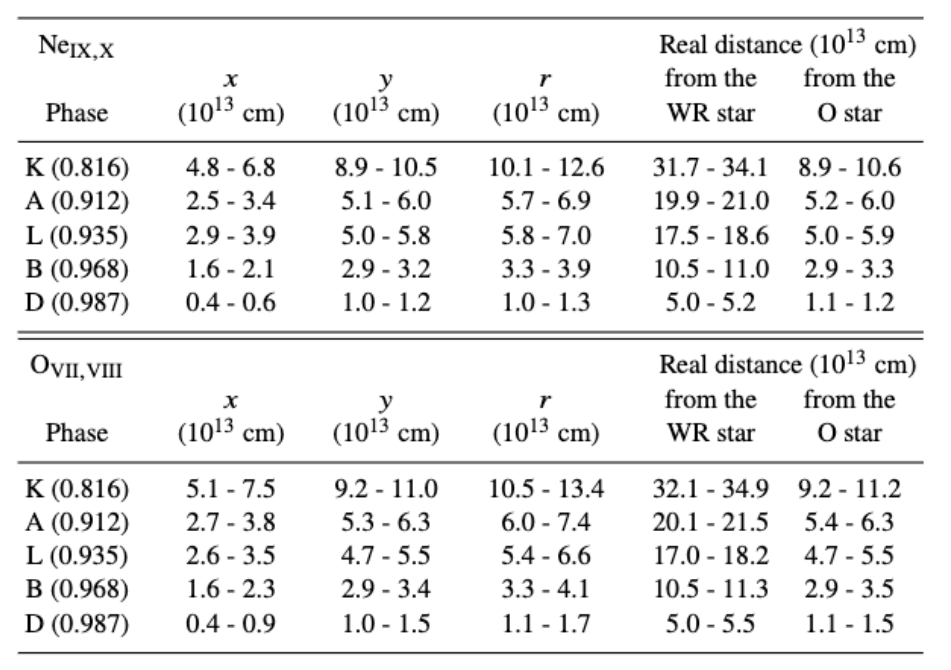 Ne_IX,X Real distance (10^13 cm)
x y r from the from the
Phase (10^13 cm) (10^13 cm) (10^13 cm) WR star O star
K (0.816) 4.8 - 6.8 8.9 - 10.5 10.1 - 12.6 31.7 - 34.1 8.9 - 10.6
A (0.912) 2.5 - 3.4 5.1 - 6.0 5.7 - 6.9 19.9 - 21.0 5.2 - 6.0
L (0.935) 2.9 - 3.9 5.0 - 5.8 5.8 - 7.0 17.5 - 18.6 5.0 - 5.9
B (0.968) 1.6 - 2.1 2.9 - 3.2 3.3 - 3.9 10.5 - 11.0 2.9 - 3.3
D (0.987) 0.4 - 0.6 1.0 - 1.2 1.0 - 1.3 5.0 - 5.2 1.1 - 1.2
O_VII,VIII Real distance (10^13 cm)
x y r from the from the
Phase (10^13 cm) (10^13 cm) (10^13 cm) WR star O star
K (0.816) 5.1 - 7.5 9.2 - 11.0 10.5 - 13.4 32.1 - 34.9 9.2 - 11.2
A (0.912) 2.7 - 3.8 5.3 - 6.3 6.0 - 7.4 20.1 - 21.5 5.4 - 6.3
L (0.935) 2.6 - 3.5 4.7 - 5.5 5.4 - 6.6 17.0 - 18.2 4.7 - 5.5
B (0.968) 1.6 - 2.3 2.9 - 3.4 3.3 - 4.1 10.5 - 11.3 2.9 - 3.5
D (0.987) 0.4 - 0.9 1.0 - 1.5 1.1 - 1.7 5.0 - 5.5 1.1 - 1.5